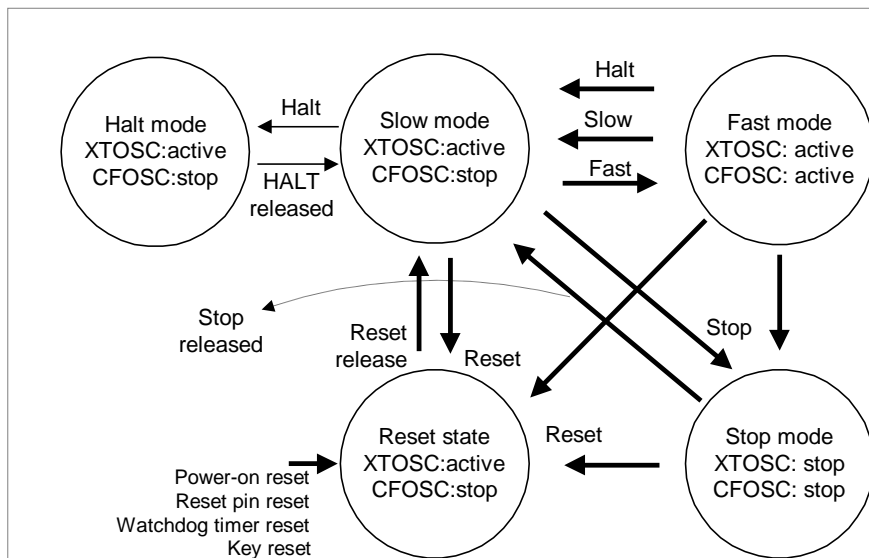 Halt mode
XTOSC:active
CFOSC:stop
Halt
HALT
released
Slow mode
XTOSC:active
CFOSC:stop
Halt
Slow
Fast
Fast mode
XTOSC: active
CFOSC: active
Stop
released
Reset
release
Reset
Stop
Reset state
XTOSC:active
CFOSC:stop
Reset
Stop mode
XTOSC: stop
CFOSC: stop
Power-on reset
Reset pin reset
Watchdog timer reset
Key reset